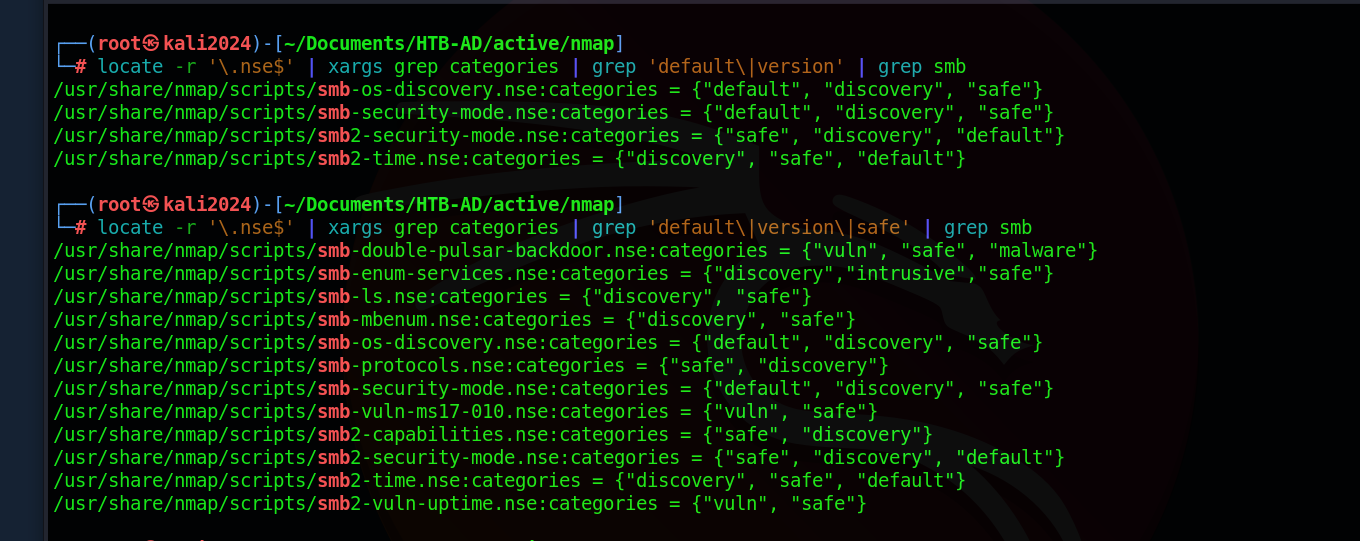 ┌──(root㉿kali2024)-[~/Documents/HTB-AD/active/nmap]
└─# locate -r '\.nse$' | xargs grep categories | grep 'default\|version' | grep smb
/usr/share/nmap/scripts/smb-os-discovery.nse:categories = {"default", "discovery", "safe"}
/usr/share/nmap/scripts/smb-security-mode.nse:categories = {"default", "discovery", "safe"}
/usr/share/nmap/scripts/smb2-security-mode.nse:categories = {"safe", "discovery", "default"}
/usr/share/nmap/scripts/smb2-time.nse:categories = {"discovery", "safe", "default"}
┌──(root㉿kali2024)-[~/Documents/HTB-AD/active/nmap]
└─# locate -r '\.nse$' | xargs grep categories | grep 'default\|version\|safe' | grep smb
/usr/share/nmap/scripts/smb-double-pulsar-backdoor.nse:categories = {"vuln", "safe", "malware"}
/usr/share/nmap/scripts/smb-enum-services.nse:categories = {"discovery","intrusive","safe"}
/usr/share/nmap/scripts/smb-ls.nse:categories = {"discovery", "safe"}
/usr/share/nmap/scripts/smb-mbenum.nse:categories = {"discovery", "safe"}
/usr/share/nmap/scripts/smb-os-discovery.nse:categories = {"default", "discovery", "safe"}
/usr/share/nmap/scripts/smb-protocols.nse:categories = {"safe", "discovery"}
/usr/share/nmap/scripts/smb-security-mode.nse:categories = {"default", "discovery", "safe"}
/usr/share/nmap/scripts/smb-vuln-ms17-010.nse:categories = {"vuln", "safe"}
/usr/share/nmap/scripts/smb2-capabilities.nse:categories = {"safe", "discovery"}
/usr/share/nmap/scripts/smb2-security-mode.nse:categories = {"safe", "discovery", "default"}
/usr/share/nmap/scripts/smb2-time.nse:categories = {"discovery", "safe", "default"}
/usr/share/nmap/scripts/smb2-vuln-uptime.nse:categories = {"vuln", "safe"}